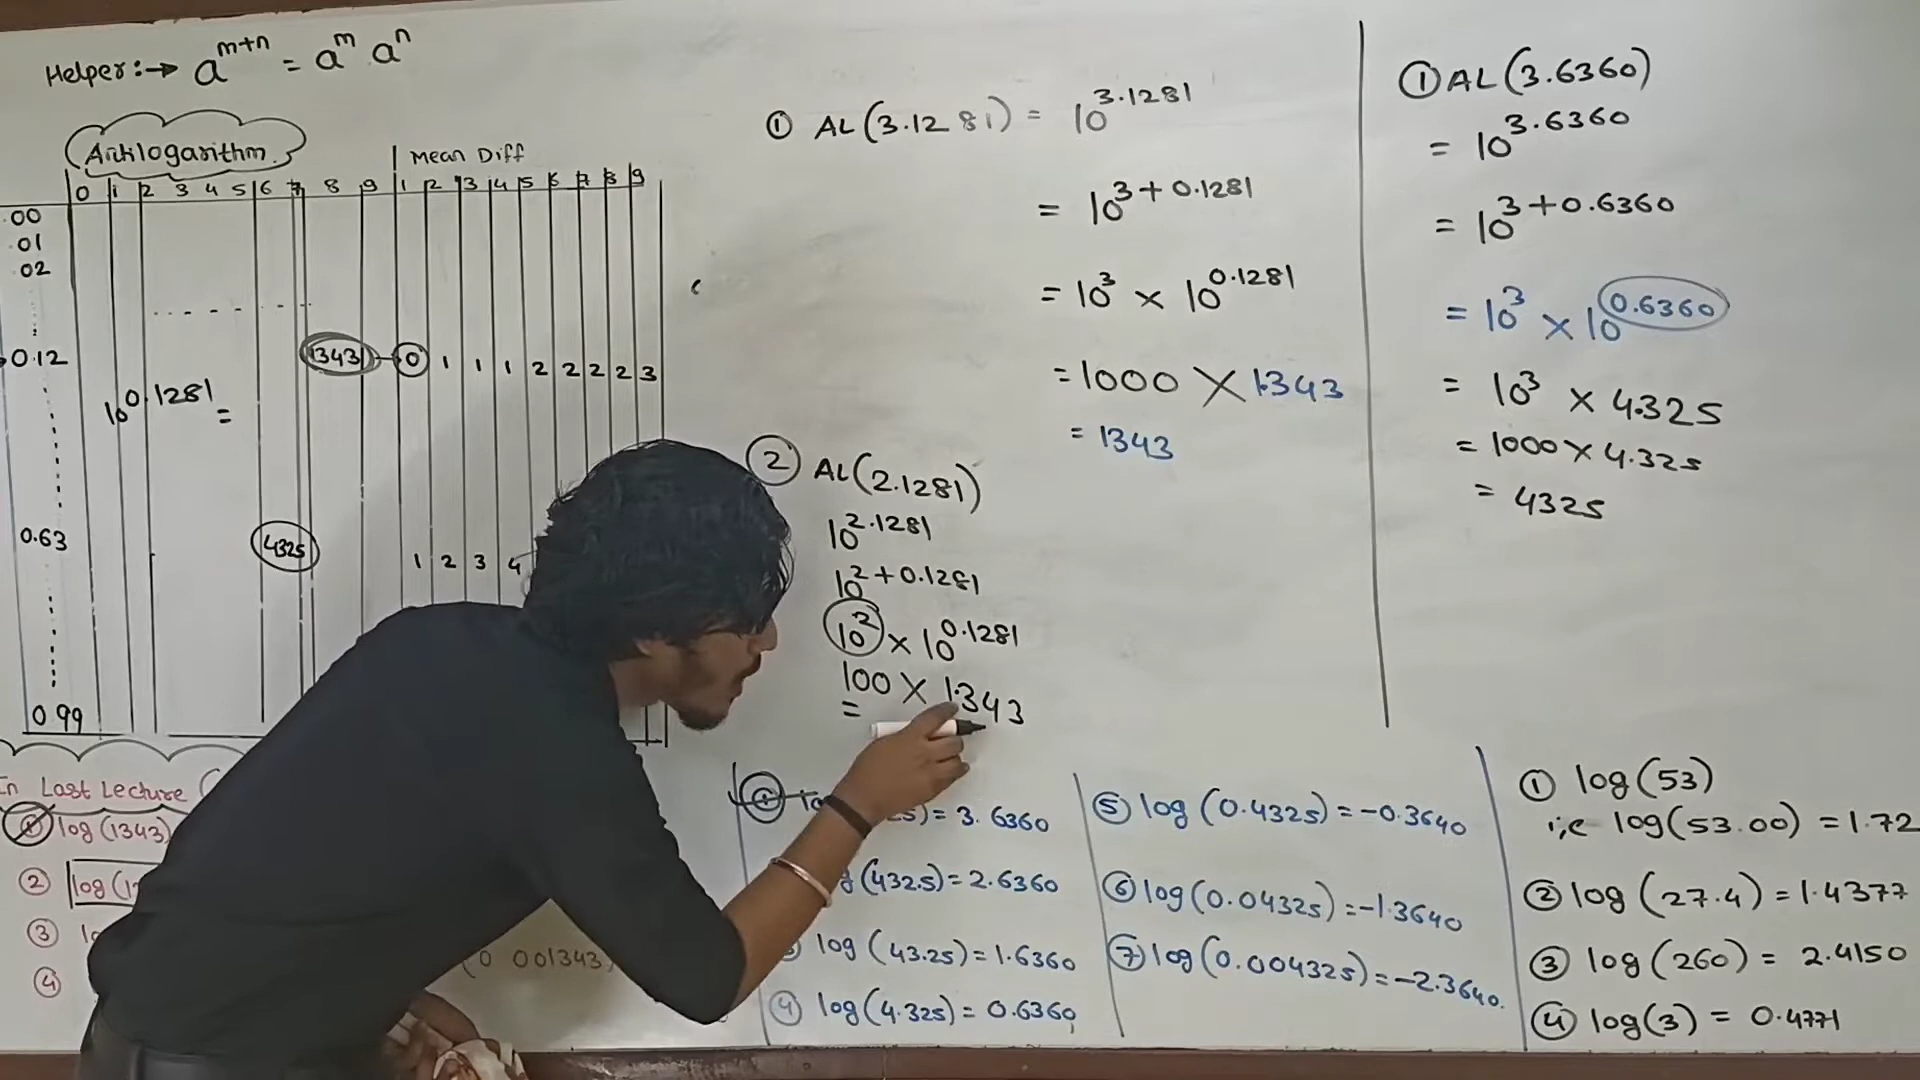 Helper:→ a^{m+n} = a^m . a^n
Antilogarithm
Mean Diff
0 1 2 3 4 5 6 7 8 9 1 2 3 4 5 6 7 8 9
.00
01
02
0.12 1343 0 1 1 1 2 2 2 2 3
10^{0.1281} =
0.63 4325 1 2 3 4
0.99
① AL(3.1281) = 10^{3.1281}
= 10^{3+0.1281}
= 10^3 × 10^{0.1281}
= 1000 × 1.343
= 1343
② AL(2.1281)
10^{2.1281}
10^{2+0.1281}
10^2 × 10^{0.1281}
100 × 1.343
=
① AL(3.6360)
= 10^{3.6360}
= 10^{3+0.6360}
= 10^3 × 10^{0.6360}
= 10^3 × 4.325
= 1000 × 4.325
= 4325
In Last Lecture
① log(1343)
②
③
④
(0 001343)
= 3.6360
(432.5) = 2.6360
log(43.25) = 1.6360
④ log(4.325) = 0.6360
⑤ log(0.4325) = -0.3640
⑥ log(0.04325) = -1.3640
⑦ log(0.004325) = -2.3640.
① log(53)
i,e log(53.00) = 1.72
② log(27.4) = 1.4377
③ log(260) = 2.4150
④ log(3) = 0.4771